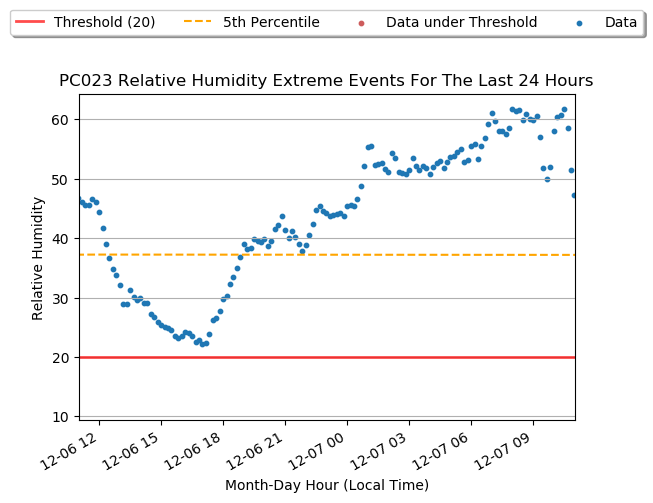 Threshold (20) 5th Percentile Data under Threshold Data
PC023 Relative Humidity Extreme Events For The Last 24 Hours
60
50
40
30
20
10
Relative Humidity
12-06 12 12-06 15 12-06 18 12-06 21 12-07 00 12-07 03 12-07 06 12-07 09
Month-Day Hour (Local Time)